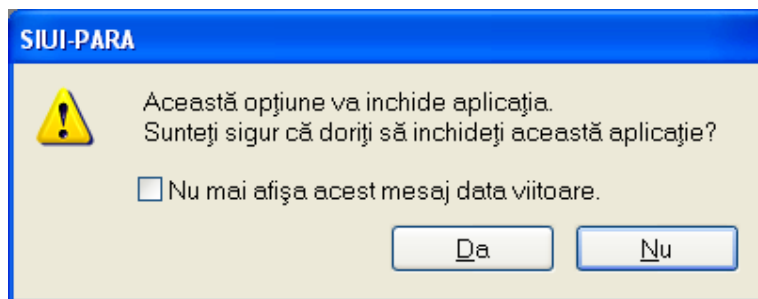 SIUI-PARA
Această opţiune va inchide aplicaţia.
Sunteţi sigur că doriţi să inchideţi această aplicaţie?
Nu mai afişa acest mesaj data viitoare.
Da Nu